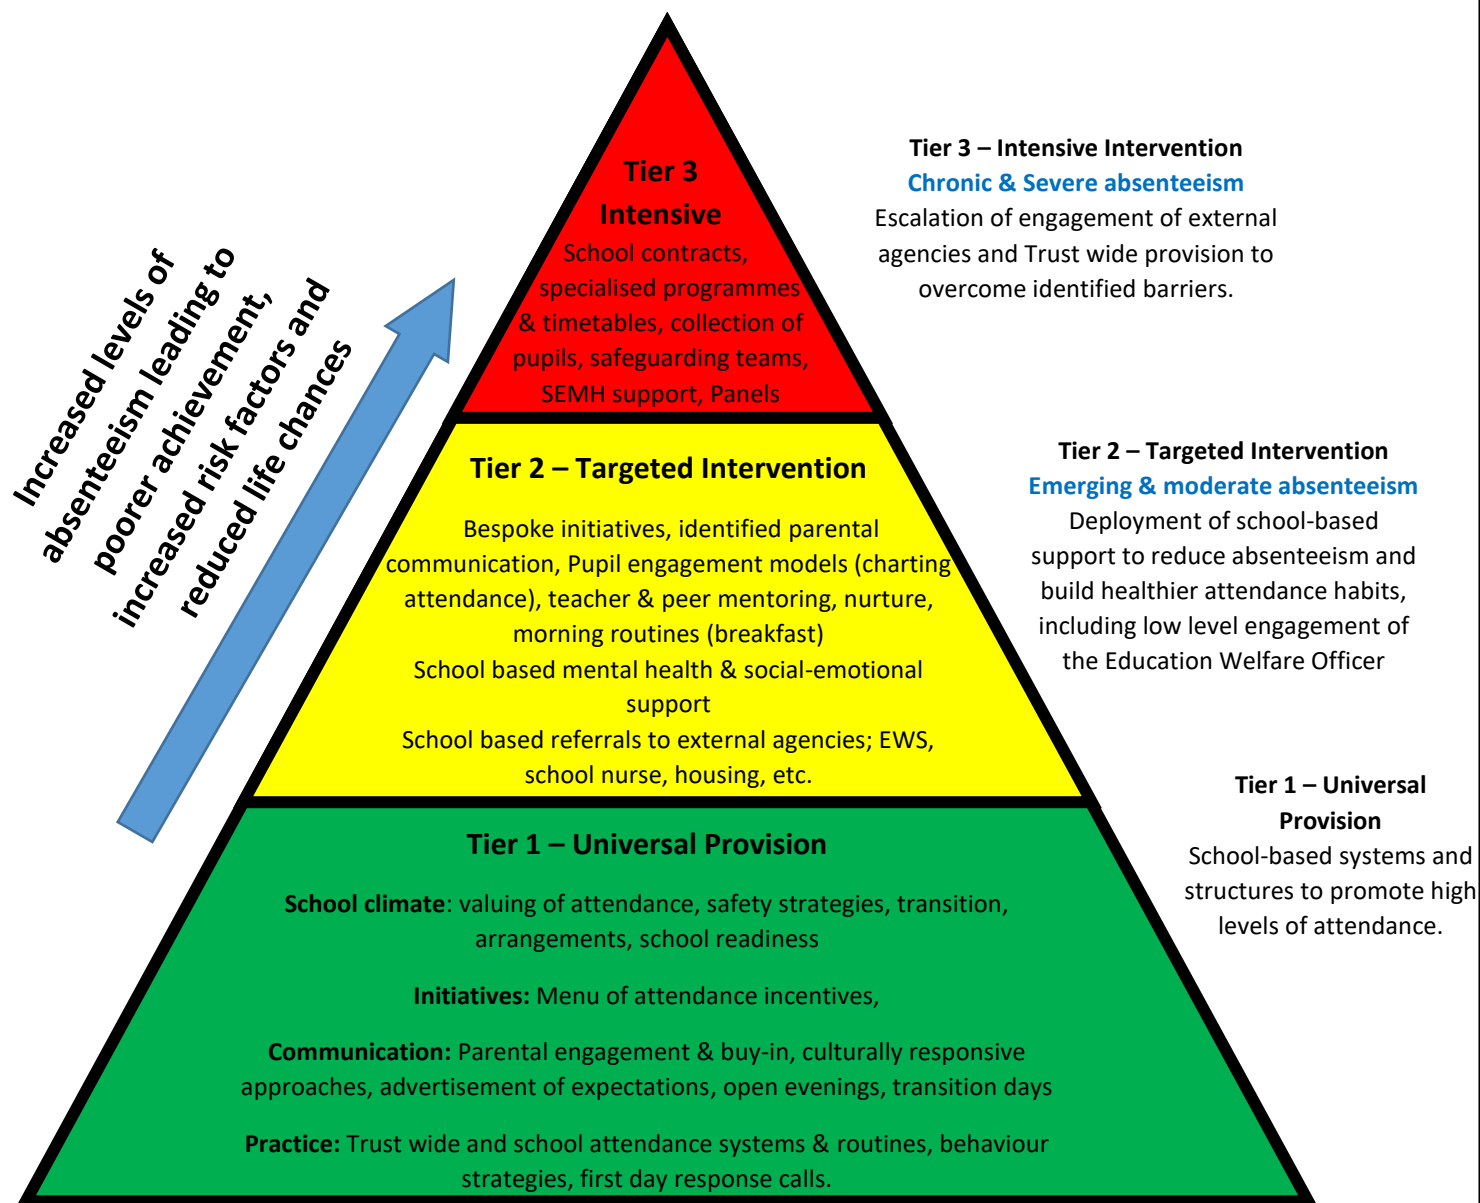 Increased levels of
absenteeism leading to
poorer achievement,
increased risk factors and
reduced life chances
Tier 3
Intensive
School contracts,
specialised programmes
& timetables, collection of
pupils, safeguarding teams,
SEMH support, Panels
Tier 3 – Intensive Intervention
Chronic & Severe absenteeism
Escalation of engagement of external
agencies and Trust wide provision to
overcome identified barriers.
Tier 2 – Targeted Intervention
Bespoke initiatives, identified parental
communication, Pupil engagement models (charting
attendance), teacher & peer mentoring, nurture,
morning routines (breakfast)
School based mental health & social-emotional
support
School based referrals to external agencies; EWS,
school nurse, housing, etc.
Tier 2 – Targeted Intervention
Emerging & moderate absenteeism
Deployment of school-based
support to reduce absenteeism and
build healthier attendance habits,
including low level engagement of
the Education Welfare Officer
Tier 1 – Universal Provision
School climate: valuing of attendance, safety strategies, transition,
arrangements, school readiness
Initiatives: Menu of attendance incentives,
Communication: Parental engagement & buy-in, culturally responsive
approaches, advertisement of expectations, open evenings, transition days
Practice: Trust wide and school attendance systems & routines, behaviour
strategies, first day response calls.
Tier 1 – Universal
Provision
School-based systems and
structures to promote high
levels of attendance.